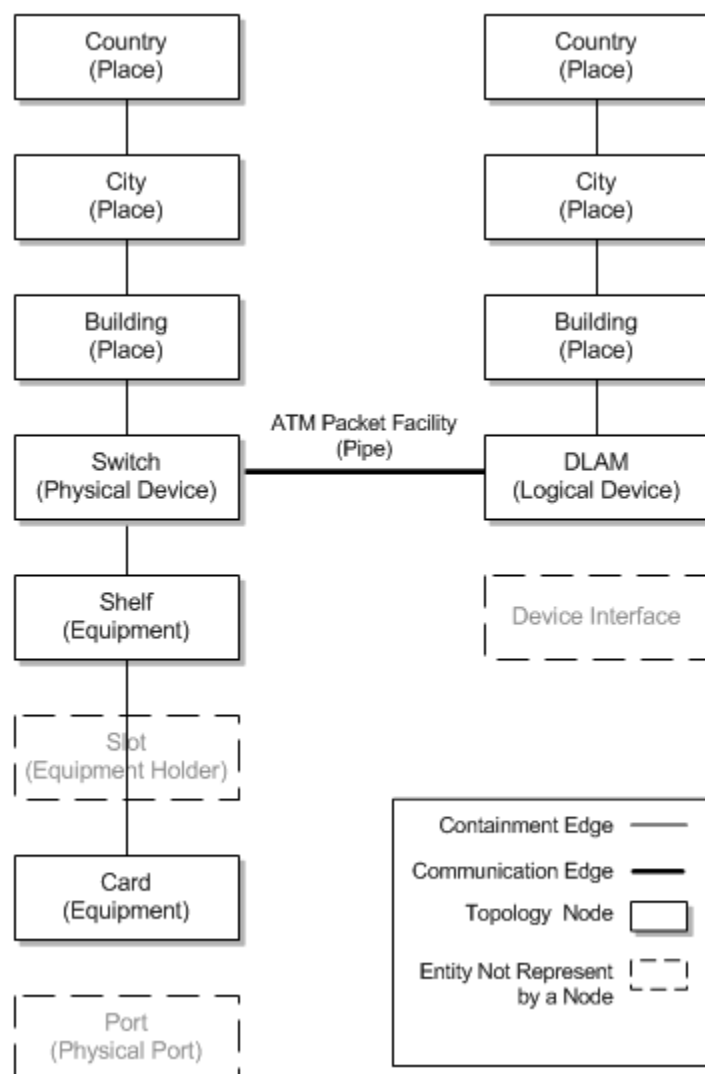 Country
(Place)
City
(Place)
Building
(Place)
Switch
(Physical Device)
Shelf
(Equipment)
Slot
(Equipment Holder)
Card
(Equipment)
Port
(Physical Port)
ATM Packet Facility
(Pipe)
Country
(Place)
City
(Place)
Building
(Place)
DLAM
(Logical Device)
Device Interface
Containment Edge
Communication Edge
Topology Node
Entity Not Represent
by a Node